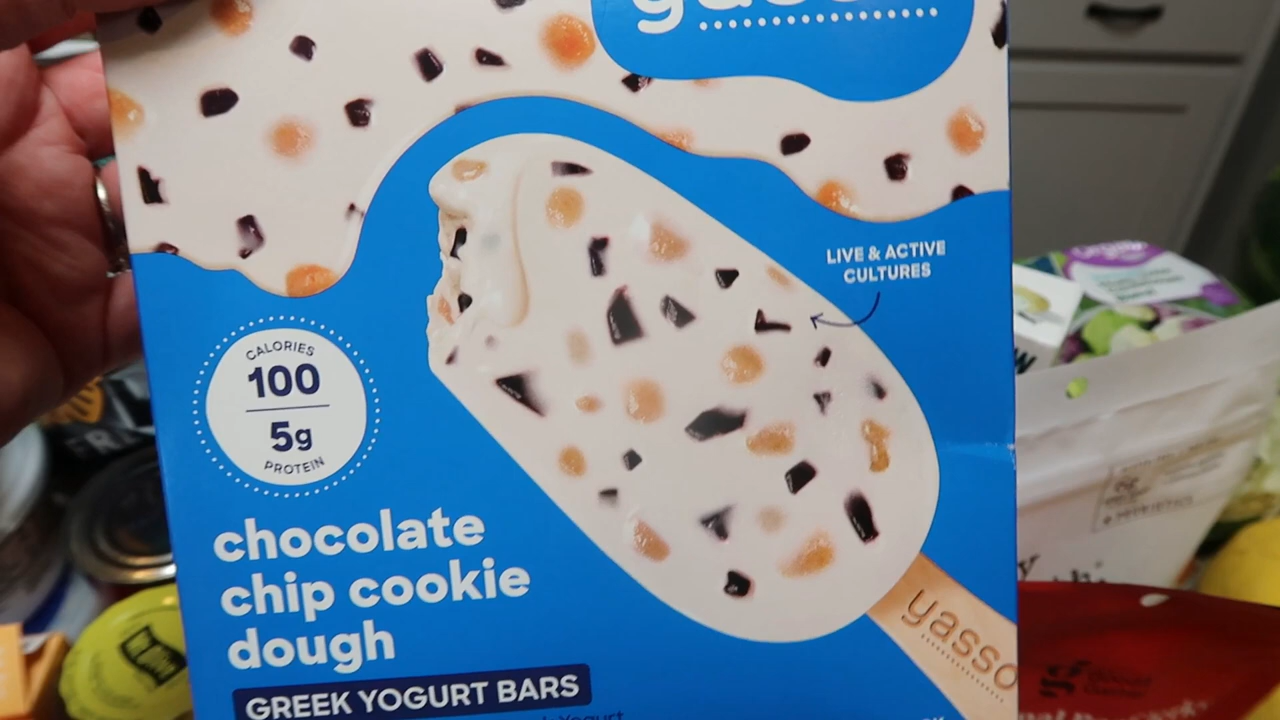 yasso
LIVE & ACTIVE
CULTURES
CALORIES
100
5g
PROTEIN
chocolate
chip cookie
dough
GREEK YOGURT BARS
yasso